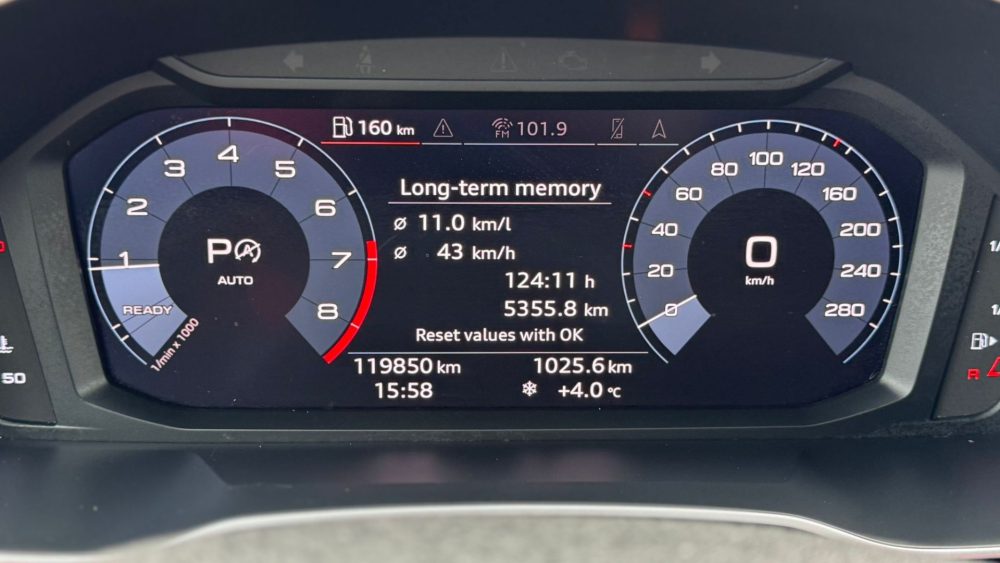 160 km
FM 101.9
Long-term memory
ø 11.0 km/l
ø 43 km/h
124:11 h
5355.8 km
Reset values with OK
119850 km 1025.6 km
15:58 +4.0 °C
1 2 3 4 5 6 7 8
P A
AUTO
READY
1/min x 1000
0 20 40 60 80 100 120 160 200 240 280
0
km/h
50
1/
1/
R